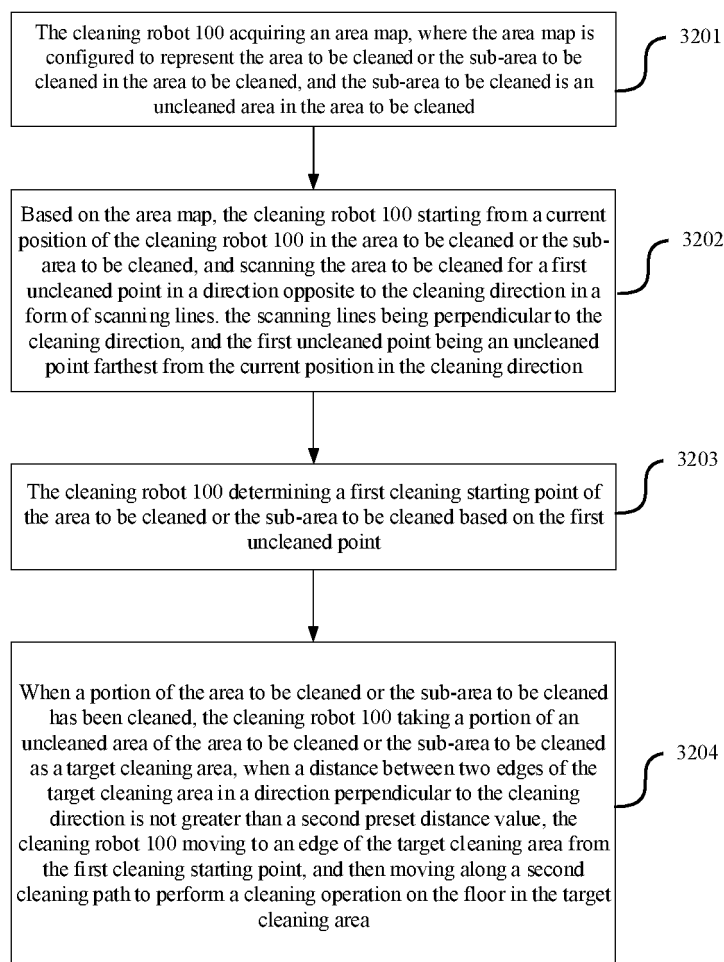 The cleaning robot 100 acquiring an area map, where the area map is
configured to represent the area to be cleaned or the sub-area to be
cleaned in the area to be cleaned, and the sub-area to be cleaned is an
uncleaned area in the area to be cleaned
3201
Based on the area map, the cleaning robot 100 starting from a current
position of the cleaning robot 100 in the area to be cleaned or the sub-
area to be cleaned, and scanning the area to be cleaned for a first
uncleaned point in a direction opposite to the cleaning direction in a
form of scanning lines. the scanning lines being perpendicular to the
cleaning direction, and the first uncleaned point being an uncleaned
point farthest from the current position in the cleaning direction
3202
The cleaning robot 100 determining a first cleaning starting point of
the area to be cleaned or the sub-area to be cleaned based on the first
uncleaned point
3203
When a portion of the area to be cleaned or the sub-area to be cleaned
has been cleaned, the cleaning robot 100 taking a portion of an
uncleaned area of the area to be cleaned or the sub-area to be cleaned
as a target cleaning area, when a distance between two edges of the
target cleaning area in a direction perpendicular to the cleaning
direction is not greater than a second preset distance value, the
cleaning robot 100 moving to an edge of the target cleaning area from
the first cleaning starting point, and then moving along a second
cleaning path to perform a cleaning operation on the floor in the target
cleaning area
3204